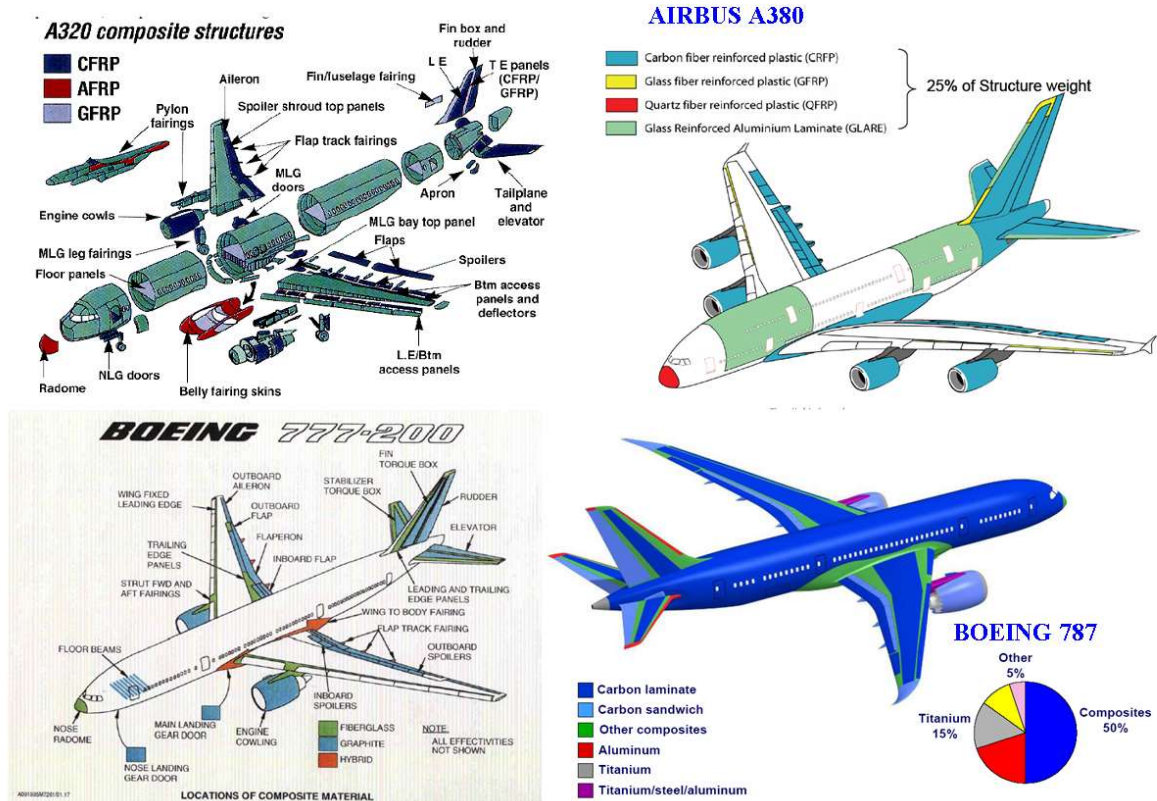 A320 composite structures
CFRP
AFRP
GFRP
Pylon
fairings
Aileron
Spoiler shroud top panels
Flap track fairings
Fin/fuselage fairing
Fin box and
rudder
L E
T E panels
(CFRP/
GFRP)
Engine cowls
MLG
doors
Apron
Tailplane
and
elevator
MLG leg fairings
MLG bay top panel
Flaps
Floor panels
Spoilers
Btm access
panels and
deflectors
L.E/Btm
access panels
Radome
NLG doors
Belly fairing skins
AIRBUS A380
Carbon fiber reinforced plastic (CRFP)
Glass fiber reinforced plastic (GFRP)
Quartz fiber reinforced plastic (QFRP)
Glass Reinforced Aluminium Laminate (GLARE)
25% of Structure weight
BOEING 777-200
FIN
TORQUE BOX
STABILIZER
TORQUE BOX
RUDDER
OUTBOARD
AILERON
WING FIXED
LEADING EDGE
OUTBOARD
FLAP
ELEVATOR
FLAPERON
TRAILING
EDGE
PANELS
INBOARD FLAP
STRUT FWD AND
AFT FAIRINGS
LEADING AND TRAILING
EDGE PANELS
WING TO BODY FAIRING
FLAP TRACK FAIRING
OUTBOARD
SPOILERS
FLOOR BEAMS
INBOARD
SPOILERS
MAIN LANDING
GEAR DOOR
ENGINE
COWLING
NOSE
RADOME
NOSE LANDING
GEAR DOOR
FIBERGLASS
GRAPHITE
HYBRID
NOTE:
ALL EFFECTIVITIES
NOT SHOWN
LOCATIONS OF COMPOSITE MATERIAL
BOEING 787
Carbon laminate
Carbon sandwich
Other composites
Aluminum
Titanium
Titanium/steel/aluminum
Other
5%
Titanium
15%
Composites
50%